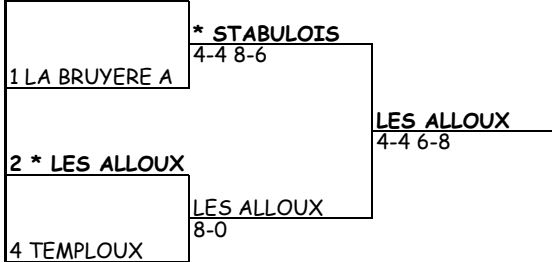 * STABULOIS
4-4 8-6
1 LA BRUYERE A
LES ALLOUX
4-4 6-8
2 * LES ALLOUX
LES ALLOUX
8-0
4 TEMPLOUX